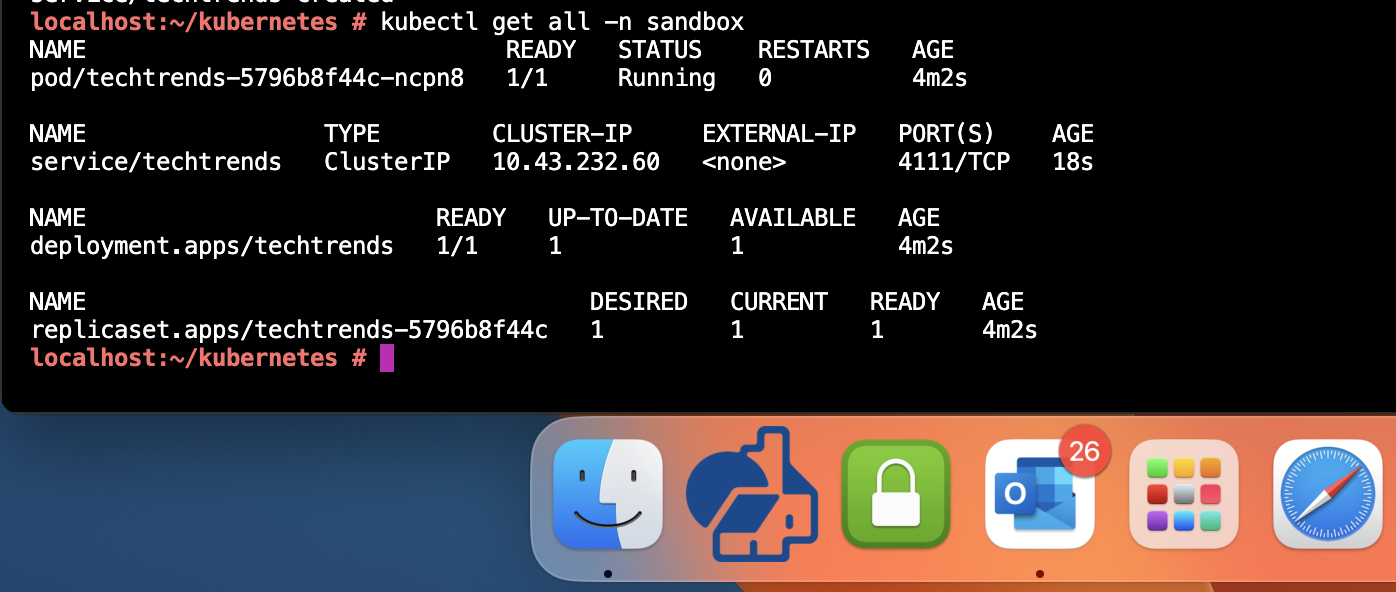 service/techtrends created
localhost:~/kubernetes # kubectl get all -n sandbox
NAME READY STATUS RESTARTS AGE
pod/techtrends-5796b8f44c-ncpn8 1/1 Running 0 4m2s
NAME TYPE CLUSTER-IP EXTERNAL-IP PORT(S) AGE
service/techtrends ClusterIP 10.43.232.60 <none> 4111/TCP 18s
NAME READY UP-TO-DATE AVAILABLE AGE
deployment.apps/techtrends 1/1 1 1 4m2s
NAME DESIRED CURRENT READY AGE
replicaset.apps/techtrends-5796b8f44c 1 1 1 4m2s
localhost:~/kubernetes #
26
O